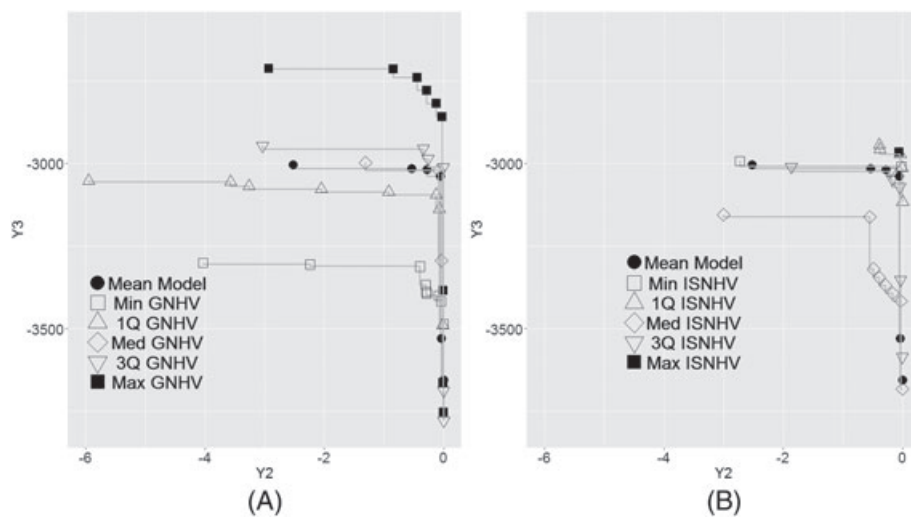 -3000
-3500
Y3
Mean Model
Min GNHV
1Q GNHV
Med GNHV
3Q GNHV
Max GNHV
-6 -4 -2 0
Y2
(A)
-3000
-3500
Y3
Mean Model
Min ISNHV
1Q ISNHV
Med ISNHV
3Q ISNHV
Max ISNHV
-6 -4 -2 0
Y2
(B)